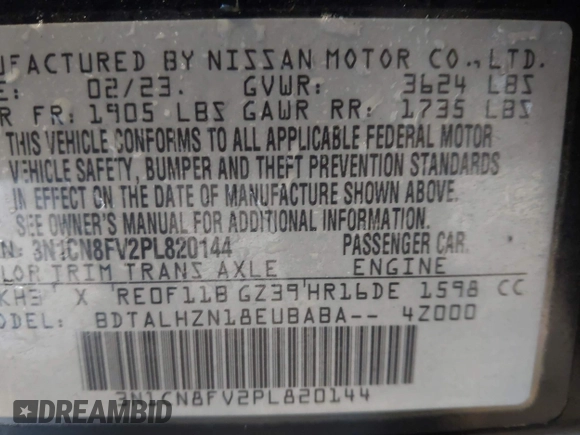 NUFACTURED BY NISSAN MOTOR CO., LTD.
E: 02/23. GVWR: 3624 LBS
R FR: 1905 LBS GAWR RR: 1735 LBS
THIS VEHICLE CONFORMS TO ALL APPLICABLE FEDERAL MOTOR
VEHICLE SAFETY, BUMPER AND THEFT PREVENTION STANDARDS
IN EFFECT ON THE DATE OF MANUFACTURE SHOWN ABOVE.
SEE OWNER'S MANUFAL FOR ADDITIONAL INFORMATION.
N: 3N1CN8FV2PL820144 PASSENGER CAR.
LOR TRIM TRANS AXLE ENGINE
KH3 X RE0F11B GZ39 HR16DE 1598 CC
ODEL: BDTALHZN18EUBABA-- 4Z000
3N1CN8FV2PL820144
DREAMBID